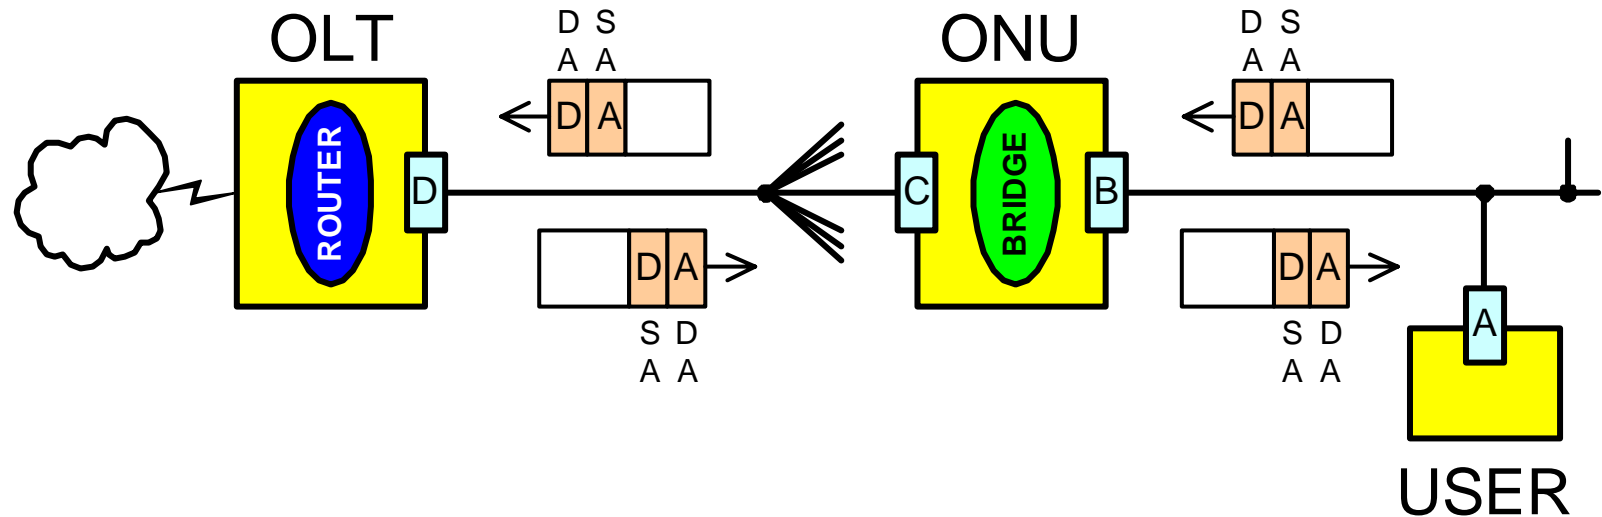 OLT
ONU
D S
A A
D S
A A
D A
D A
ROUTER
BRIDGE
D
C
B
D A
D A
S D
A A
S D
A A
A
USER